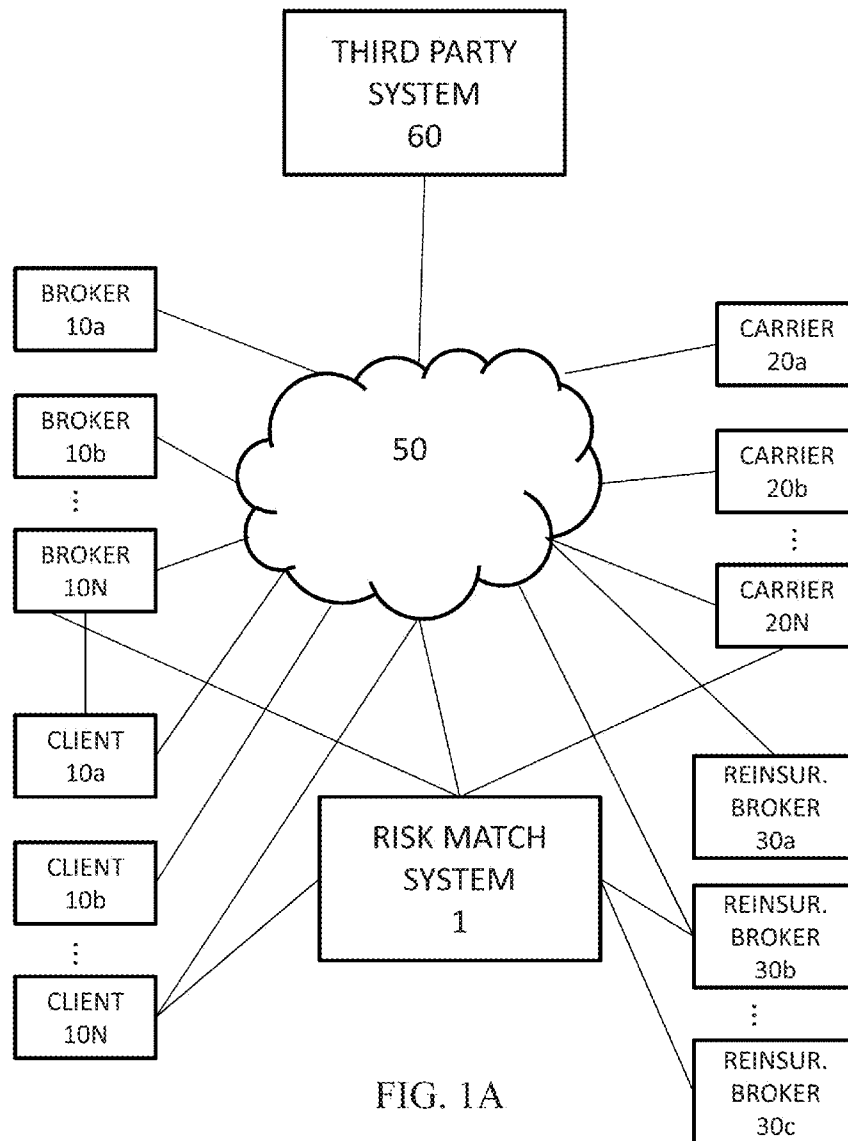 THIRD PARTY
SYSTEM
60
BROKER
10a
BROKER
10b
...
BROKER
10N
CLIENT
10a
CLIENT
10b
...
CLIENT
10N
50
RISK MATCH
SYSTEM
1
CARRIER
20a
CARRIER
20b
...
CARRIER
20N
REINSUR.
BROKER
30a
REINSUR.
BROKER
30b
...
REINSUR.
BROKER
30c
FIG. 1A